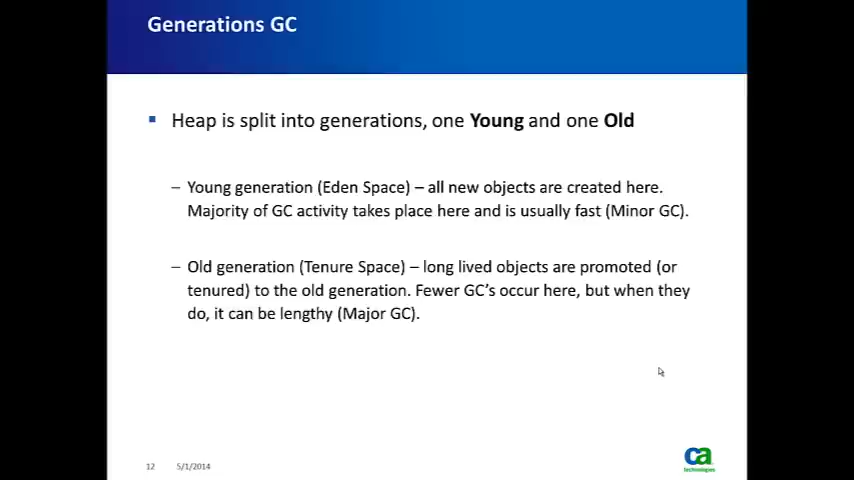 Generations GC
▪ Heap is split into generations, one Young and one Old
– Young generation (Eden Space) – all new objects are created here.
Majority of GC activity takes place here and is usually fast (Minor GC).
– Old generation (Tenure Space) – long lived objects are promoted (or
tenured) to the old generation. Fewer GC's occur here, but when they
do, it can be lengthy (Major GC).
12 5/1/2014
ca
technologies